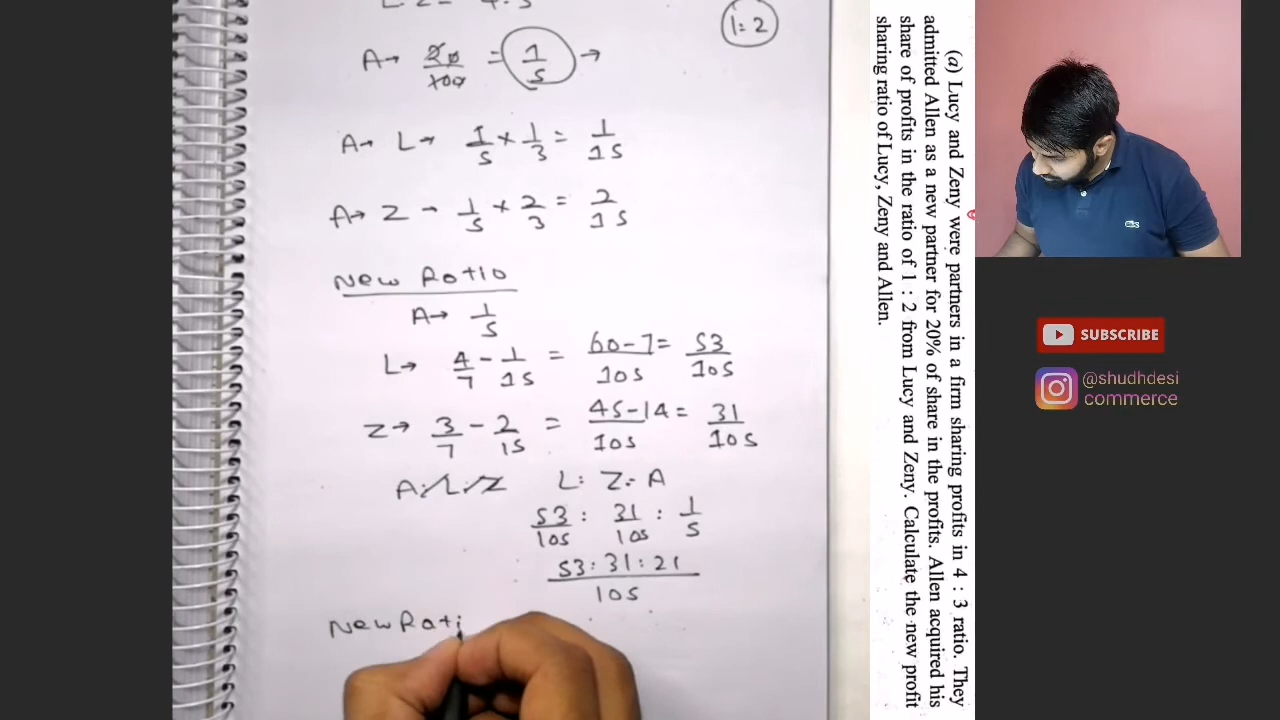 L: Z = 4:3
1:2
A→ 20/100 = 1/5 →
A→ L→ 1/5 × 1/3 = 1/15
A→ Z → 1/5 × 2/3 = 2/15
New Ratio
A→ 1/5
L→ 4/7 - 1/15 = 60-7/105 = 53/105
Z→ 3/7 - 2/15 = 45-14/105 = 31/105
A:L:Z L: Z: A
53/105 : 31/105 : 1/5
53:31:21/105
New Rati
(a) Lucy and Zeny were partners in a firm sharing profits in 4 : 3 ratio. They
admitted Allen as a new partner for 20% of share in the profits. Allen acquired his
share of profits in the ratio of 1 : 2 from Lucy and Zeny. Calculate the new profit
sharing ratio of Lucy, Zeny and Allen.
SUBSCRIBE
@shudhdesi
commerce